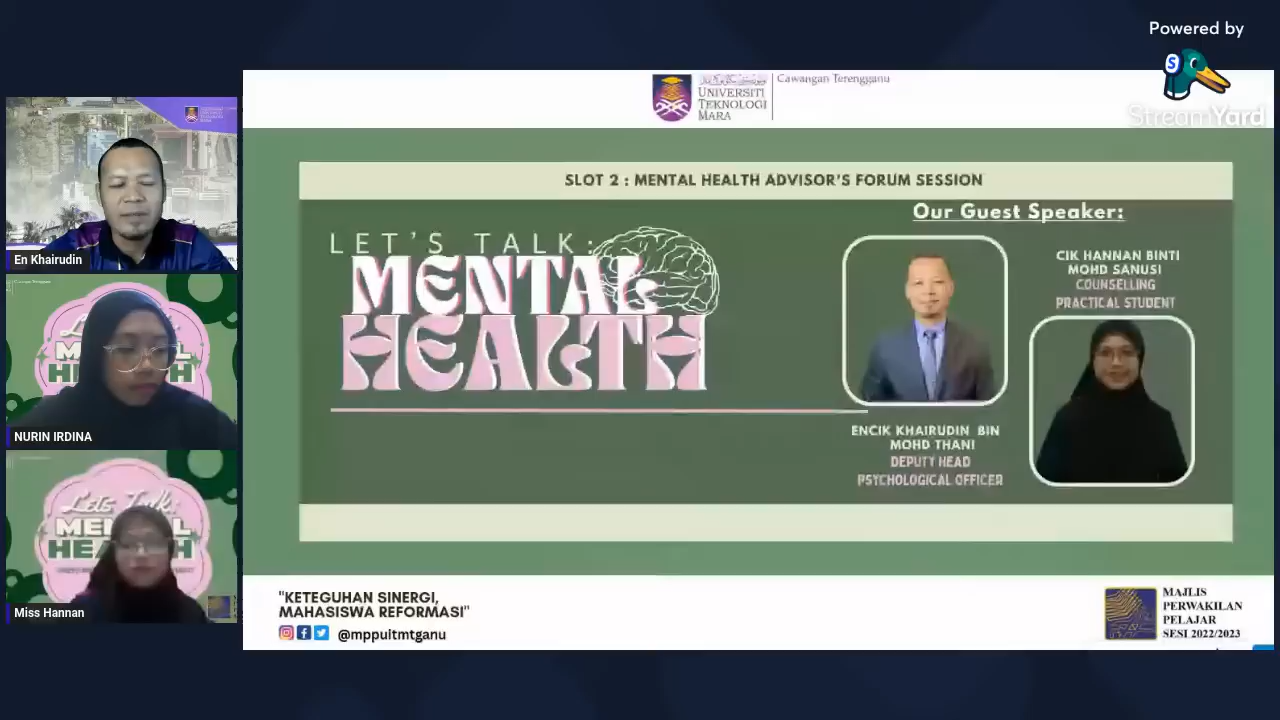 Powered by
S
StreamYard
UNIVERSITI
TEKNOLOGI
MARA
Cawangan Terengganu
SLOT 2 : MENTAL HEALTH ADVISOR'S FORUM SESSION
Our Guest Speaker:
LET'S TALK:
MENTAL
HEALTH
CIK HANNAN BINTI
MOHD SANUSI
COUNSELLING
PRACTICAL STUDENT
ENCIK KHAIRUDIN BIN
MOHD THANI
DEPUTY HEAD
PSYCHOLOGICAL OFFICER
En Khairudin
NURIN IRDINA
Lets Talk:
Miss Hannan
"KETEGUHAN SINERGI,
MAHASISWA REFORMASI"
@mppuitmtganu
MAJLIS
PERWAKILAN
PELAJAR
SESI 2022/2023